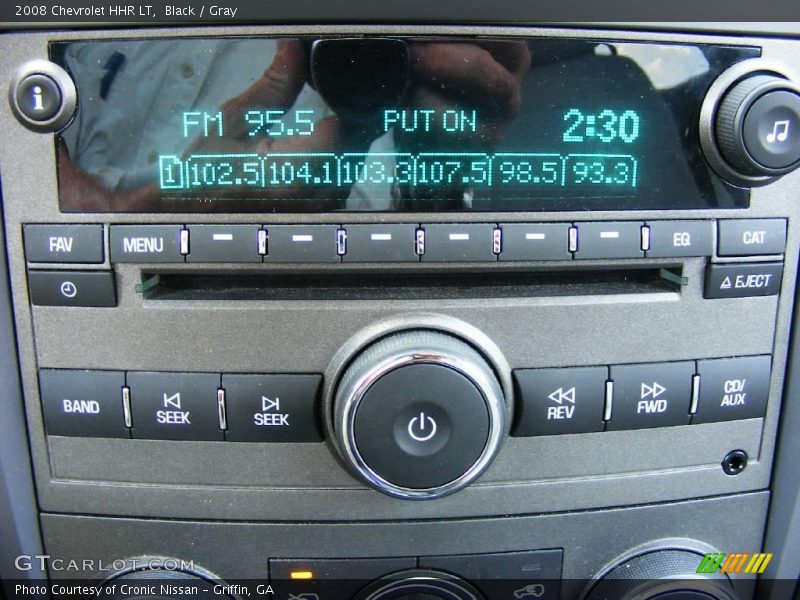 2008 Chevrolet HHR LT, Black / Gray
i
FM 95.5 PUT ON 2:30
1 102.5 104.1 103.3 107.5 98.5 93.3
FAV MENU EQ CAT
EJECT
BAND SEEK SEEK REV FWD CD/
AUX
GTCARLOT.COM
Photo Courtesy of Cronic Nissan - Griffin, GA